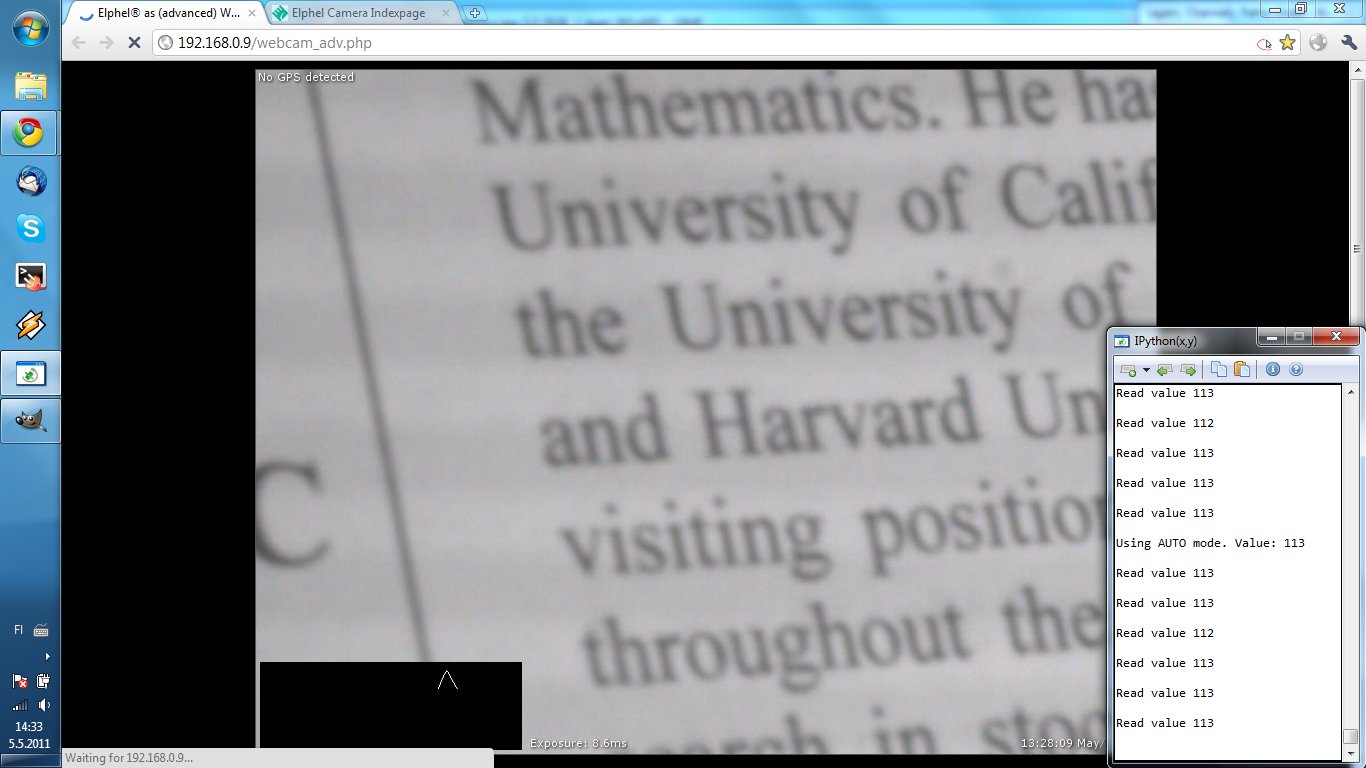 Elphel® as (advanced) W...
Elphel Camera Indexpage
192.168.0.9/webcam_adv.php
No GPS detected
Mathematics. He has
University of Calif
the University of
and Harvard Un
C
visiting position
throughout the
in
Exposure: 8.6ms
13:28:09 May/
IPython(x,y)
Read value 113
Read value 112
Read value 113
Read value 113
Read value 113
Using AUTO mode. Value: 113
Read value 113
Read value 113
Read value 112
Read value 113
Read value 113
Read value 113
FI
14:33
5.5.2011
Waiting for 192.168.0.9...